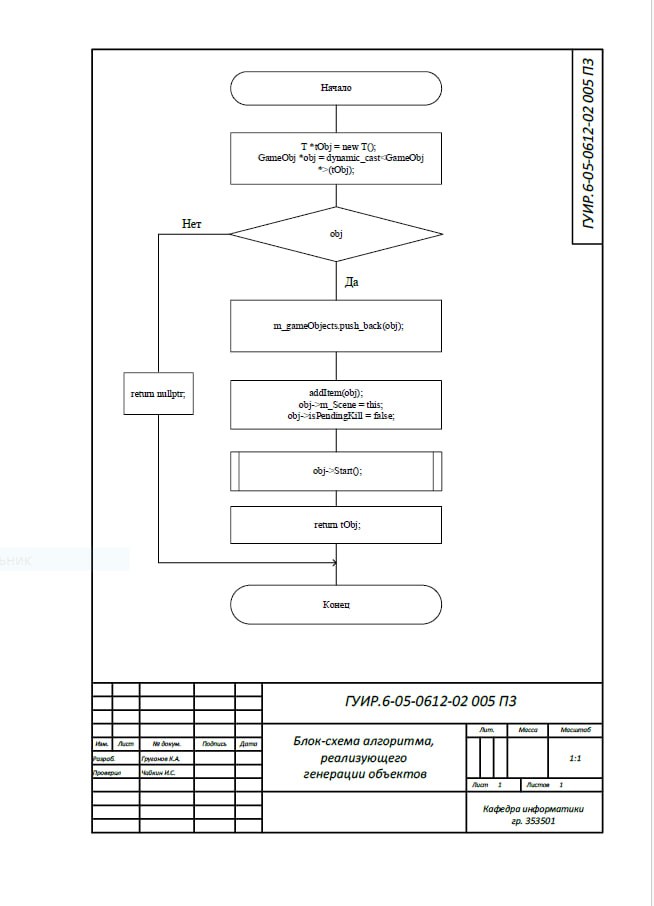 ГУИР.6-05-0612-02 005 ПЗ
Начало
T *tObj = new T();
GameObj *obj = dynamic_cast<GameObj
*>(tObj);
Нет
obj
Да
m_gameObjects.push_back(obj);
return nullptr;
addItem(obj);
obj->m_Scene = this;
obj->isPendingKill = false;
obj->Start();
return tObj;
ьник
Конец
ГУИР.6-05-0612-02 005 ПЗ
Изм. Лист № докум. Подпись Дата
Разраб. Груганов К.А.
Проверил Чабкин И.С.
Блок-схема алгоритма,
реализующего
генерации объектов
Лит. Масса Масштаб
1:1
Лист 1 Листов 1
Кафедра информатики
гр. 353501